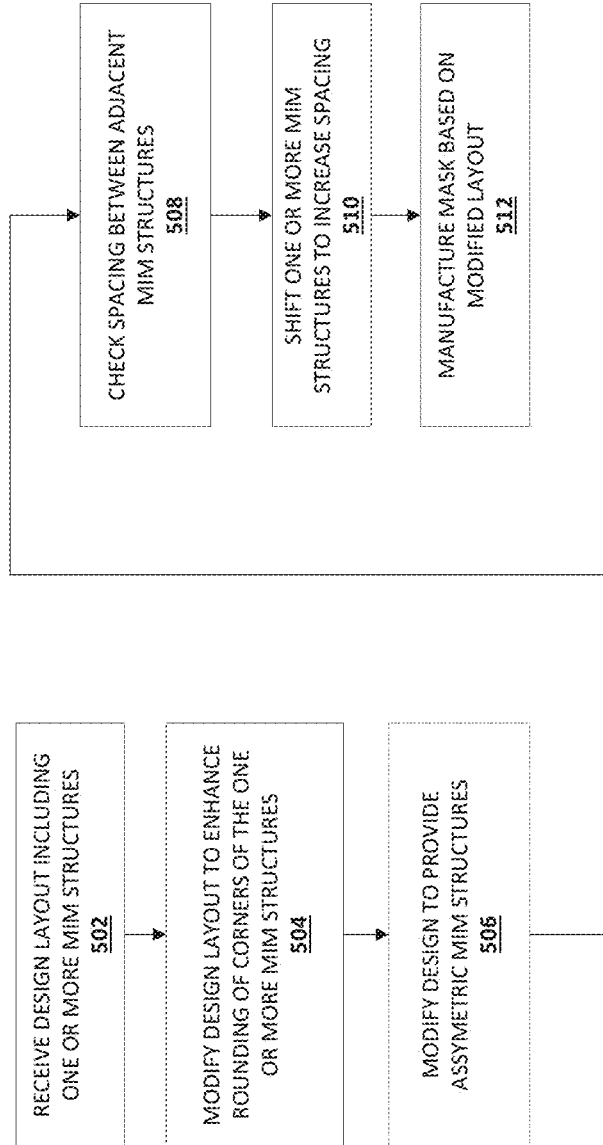 RECEIVE DESIGN LAYOUT INCLUDING
ONE OR MORE MIM STRUCTURES
502
MODIFY DESIGN LAYOUT TO ENHANCE
ROUNDING OF CORNERS OF THE ONE
OR MORE MIM STRUCTURES
504
MODIFY DESIGN TO PROVIDE
ASSYMETRIC MIM STRUCTURES
506
CHECK SPACING BETWEEN ADJACENT
MIM STRUCTURES
508
SHIFT ONE OR MORE MIM
STRUCTURES TO INCREASE SPACING
510
MANUFACTURE MASK BASED ON
MODIFIED LAYOUT
512